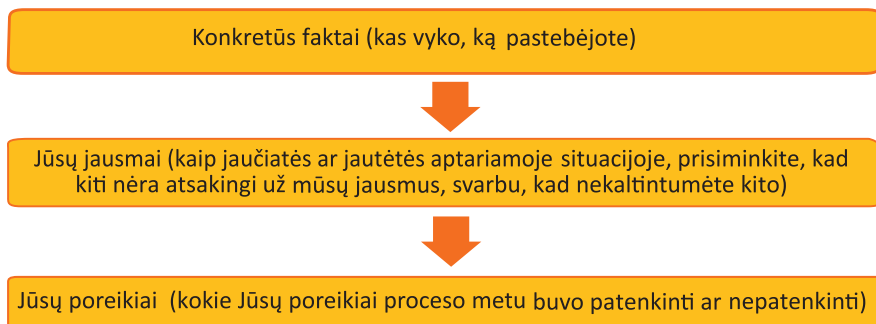 Konkretūs faktai (kas vyko, ką pastebėjote)
Jūsų jausmai (kaip jaučiatės ar jautėtės aptariamoje situacijoje, prisiminkite, kad
kiti nėra atsakingi už mūsų jausmus, svarbu, kad nekaltintumėte kito)
Jūsų poreikiai (kokie Jūsų poreikiai proceso metu buvo patenkinti ar nepatenkinti)